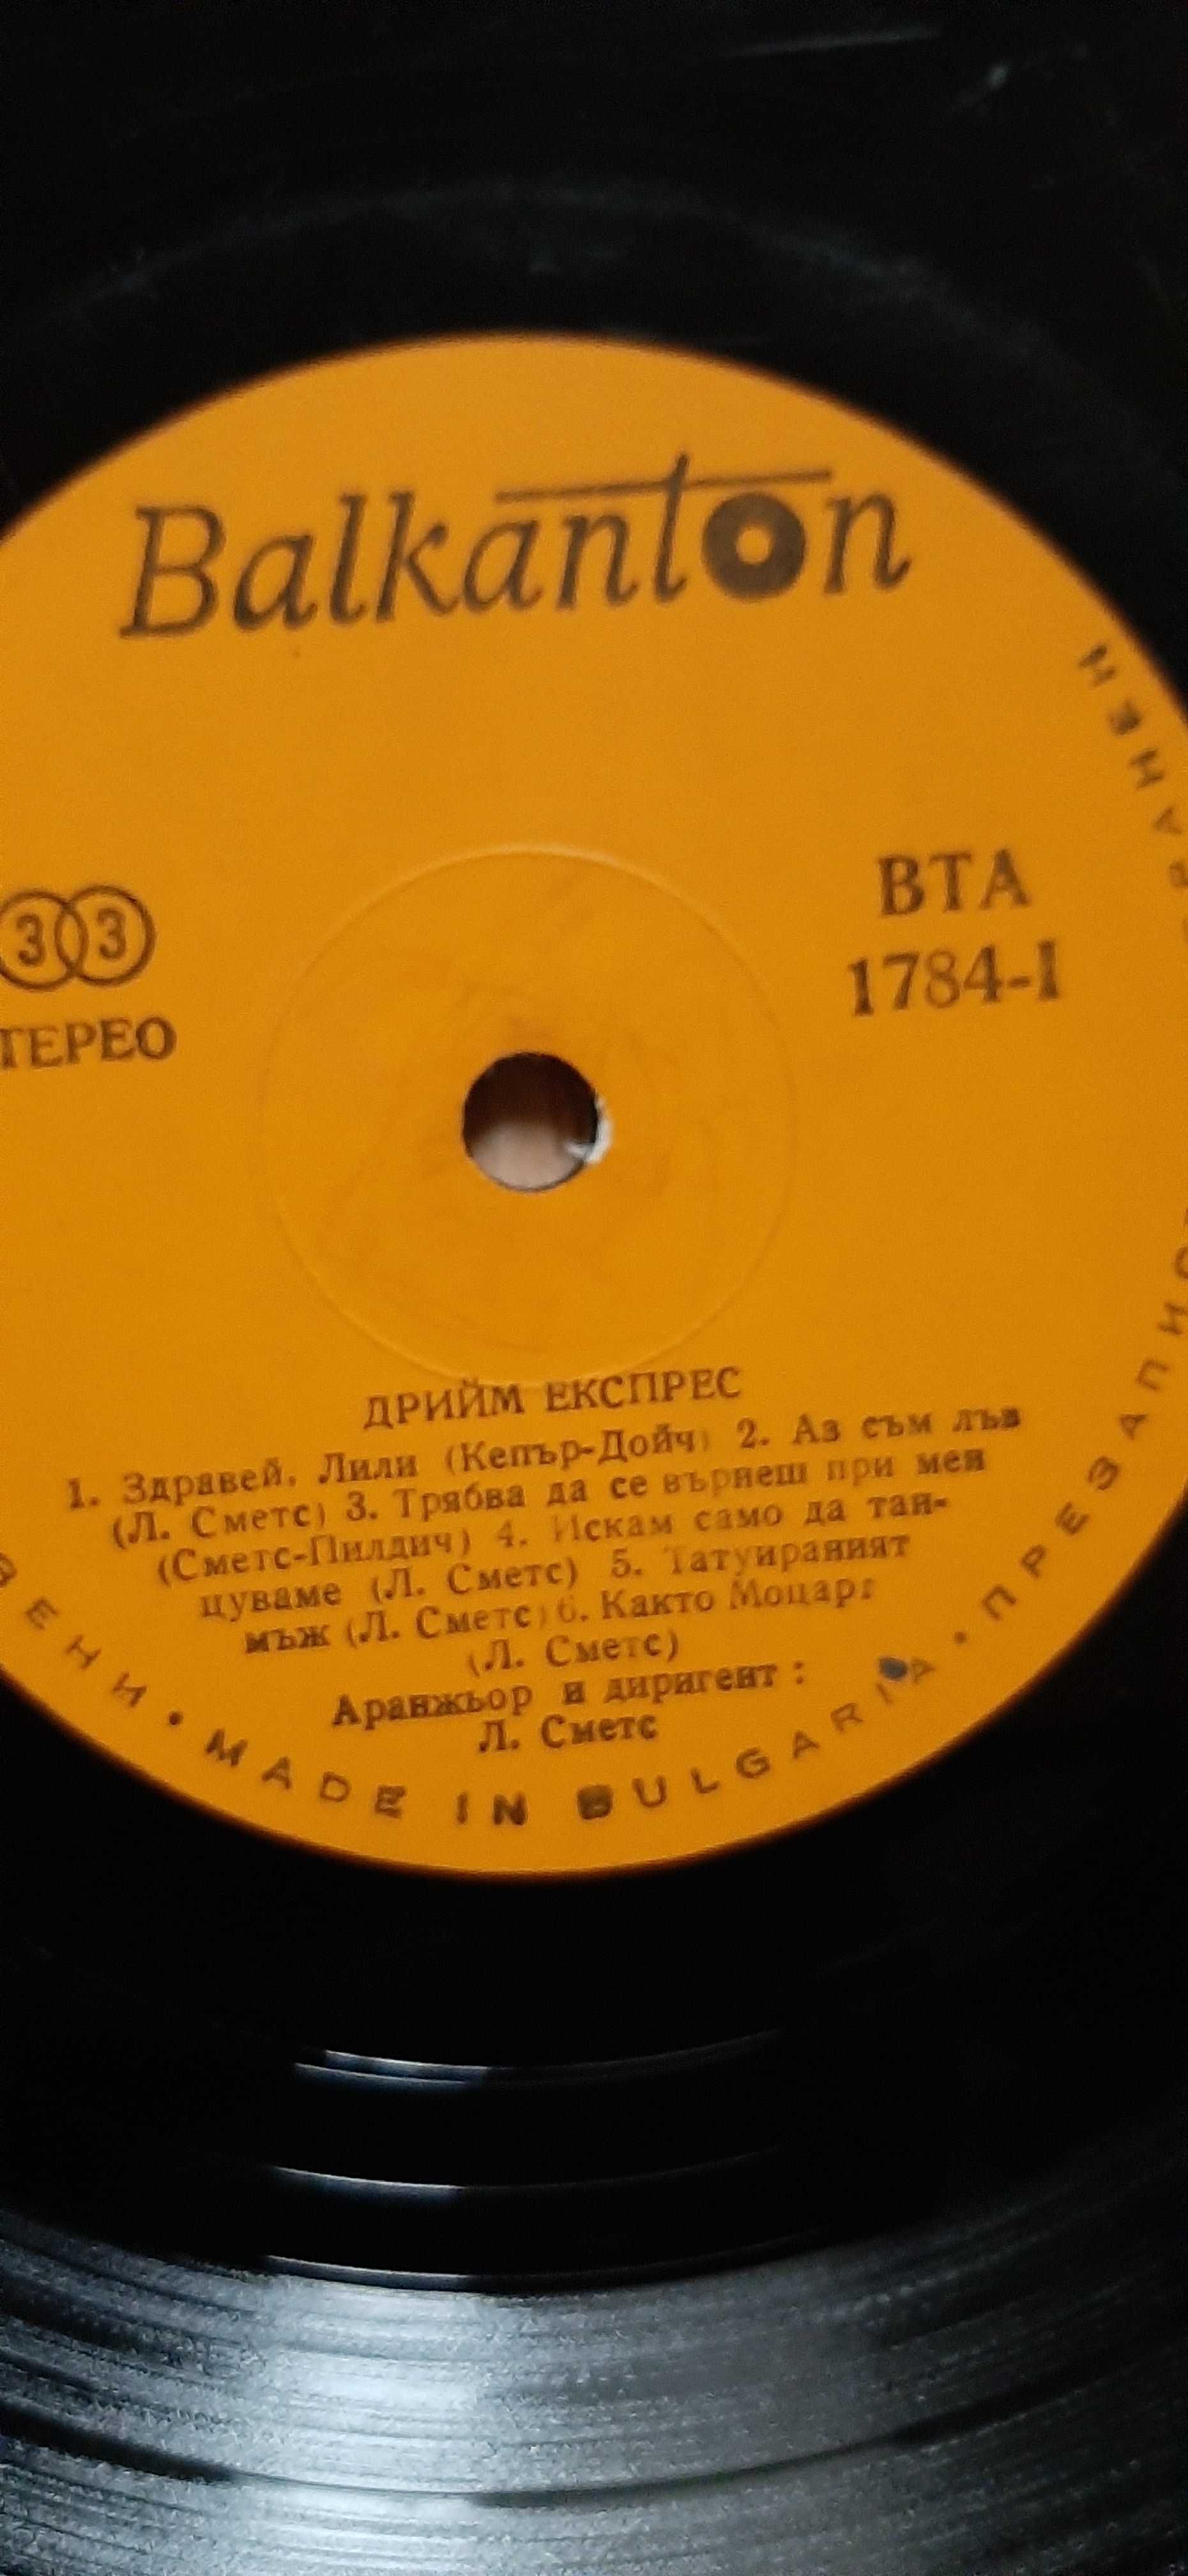 Balkanton
33
ВТА
1784-I
ТЕРЕО
ДРИЙМ ЕКСПРЕС
1. Здравей, Лили (Кепър-Дойч) 2. Аз съм лъв
(Л. Сметс) 3. Трябва да се върнеш при мен
(Сметс-Пилдич) 4. Искам само да тан-
цуваме (Л. Сметс) 5. Татуираният
мъж (Л. Сметс) 6. Както Моцарт
(Л. Сметс)
Аранжьор и диригент :
Л. Сметс
ЕНИ • MADE IN BULGARIA • ПРЕЗАПИС
РАНЕН